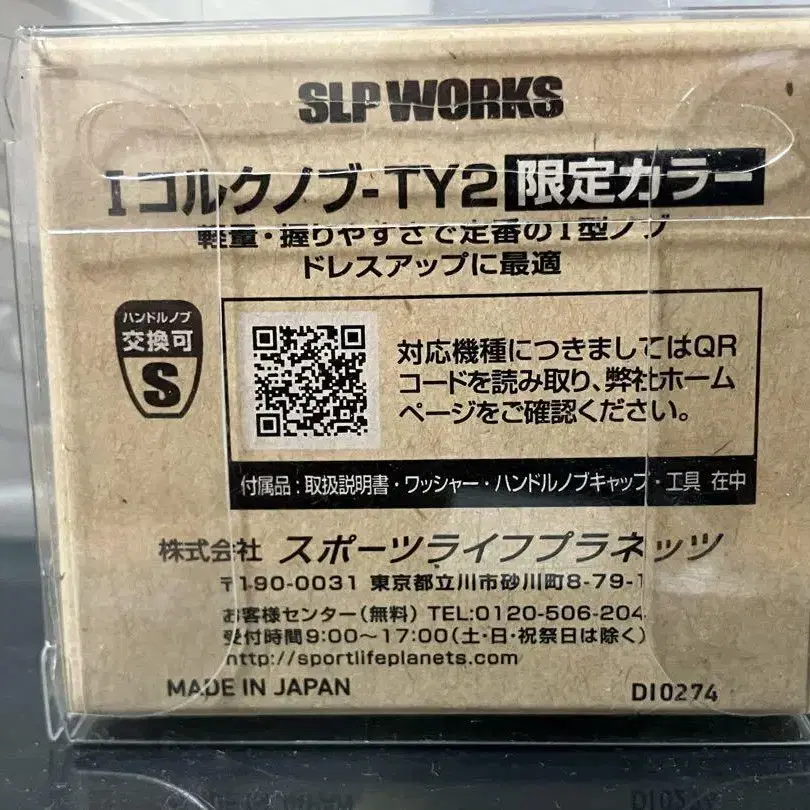 SLP WORKS
Iコルクノブ-TY2 限定カラー
軽量・握りやすさで定番のI型ノブ
ドレスアップに最適
ハンドルノブ
交換可
S
対応機種につきましてはQR
コードを読み取り、弊社ホーム
ページをご確認ください。
付属品：取扱説明書・ワッシャー・ハンドルノブキャップ・工具 在中
株式会社 スポーツライフプラネッツ
〒190-0031 東京都立川市砂川町8-79-1
お客様センター(無料) TEL:0120-506-204
受付時間9:00〜17:00(土・日・祝祭日は除く)
http://sportlifeplanets.com
MADE IN JAPAN
DI0274